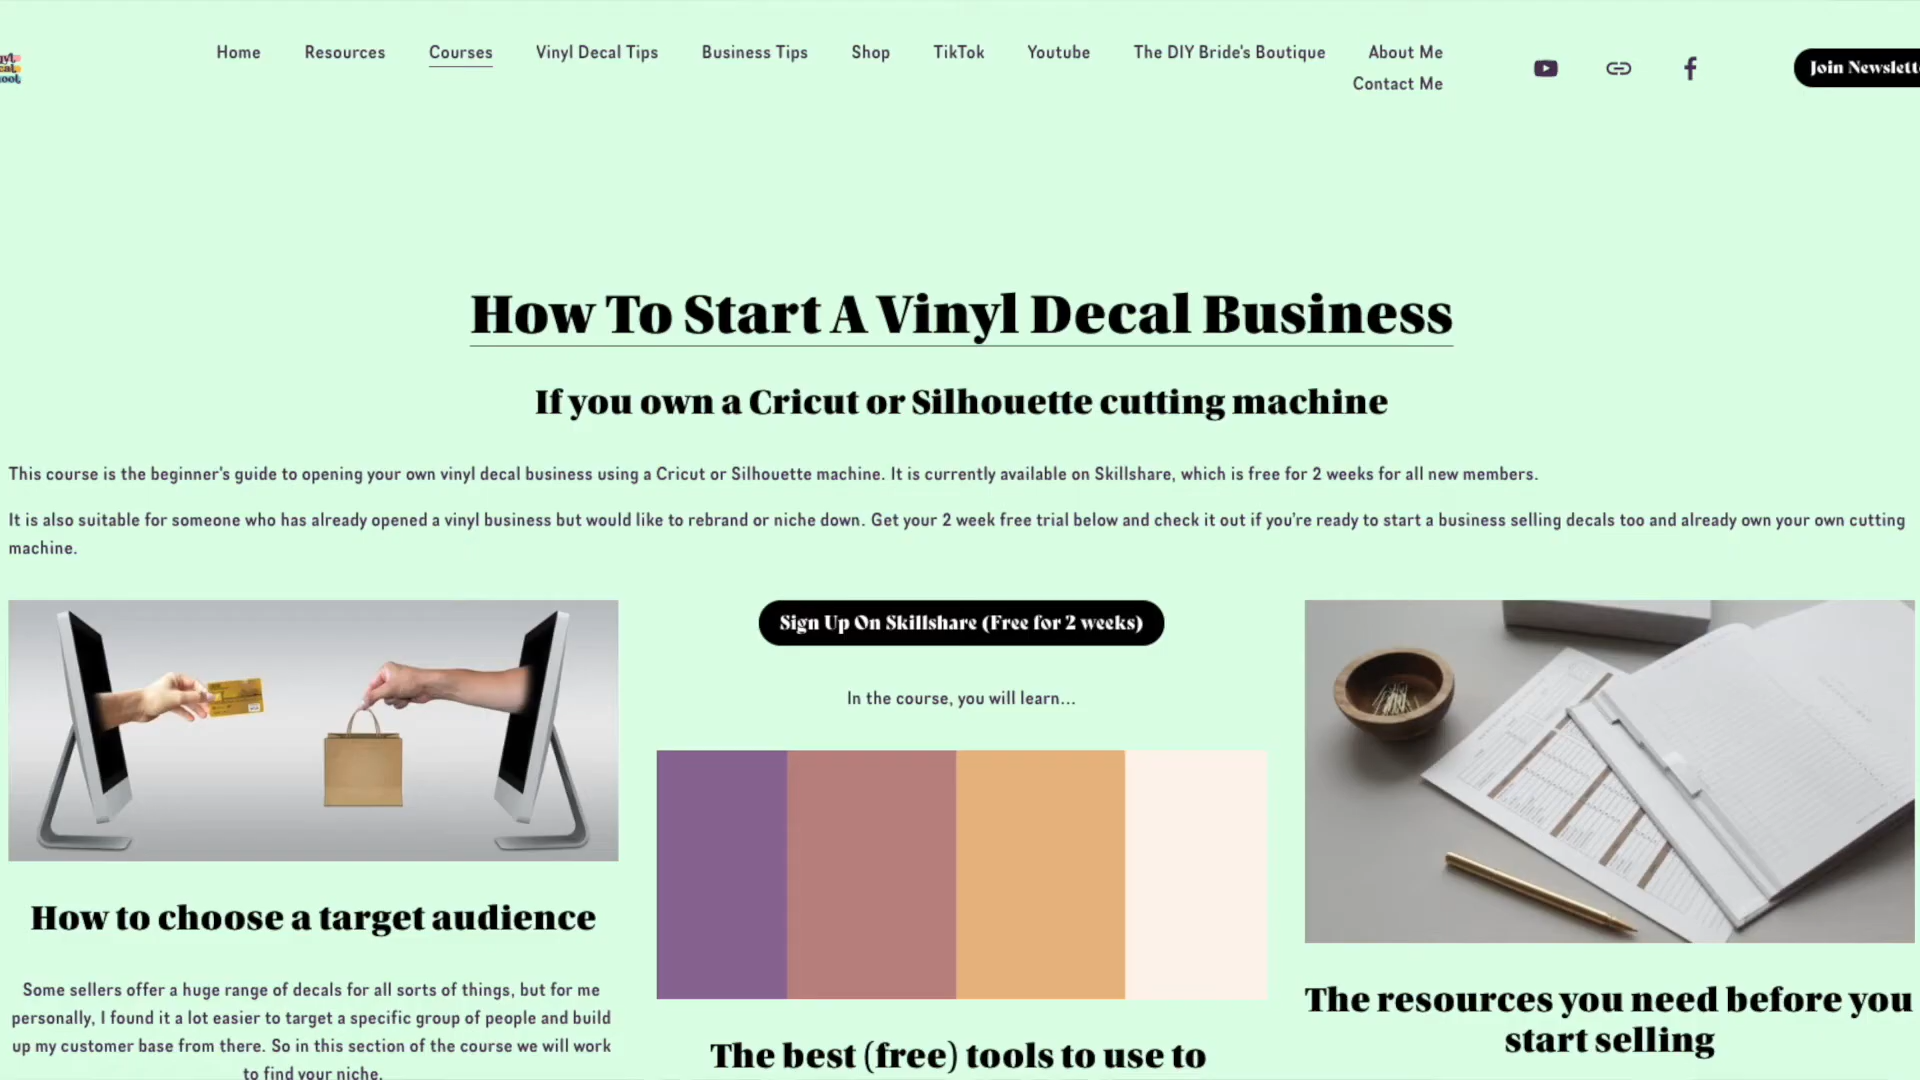 Home Resources Courses Vinyl Decal Tips Business Tips Shop TikTok Youtube The DIY Bride's Boutique About Me
Contact Me
Join
How To Start A Vinyl Decal Business
If you own a Cricut or Silhouette cutting machine
This course is the beginner's guide to opening your own vinyl decal business using a Cricut or Silhouette machine. It is currently available on Skillshare, which is free for 2 weeks for all new members.
It is also suitable for someone who has already opened a vinyl business but would like to rebrand or niche down. Get your 2 week free trial below and check it out if you're ready to start a business selling decals too and already own your own cutting
machine.
Sign Up On Skillshare (Free for 2 weeks)
In the course, you will learn...
How to choose a target audience
Some sellers offer a huge range of decals for all sorts of things, but for me
personally, I found it a lot easier to target a specific group of people and build
up my customer base from there. So in this section of the course we will work
to find your niche.
The best (free) tools to use to
The resources you need before you
start selling